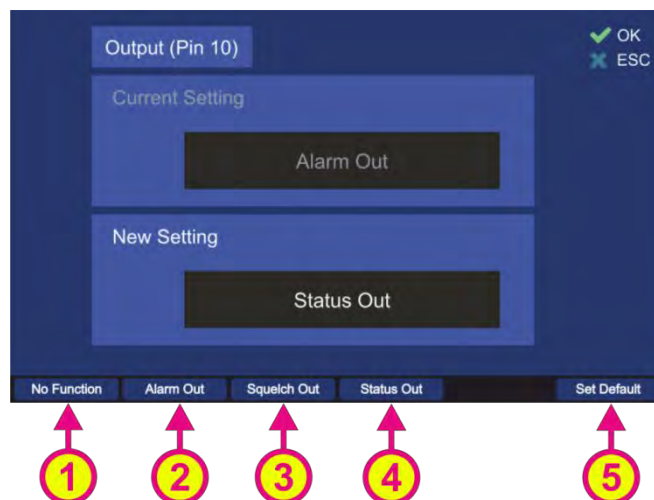 Output (Pin 10)
OK
ESC
Current Setting
Alarm Out
New Setting
Status Out
No Function Alarm Out Squelch Out Status Out Set Default
1 2 3 4 5